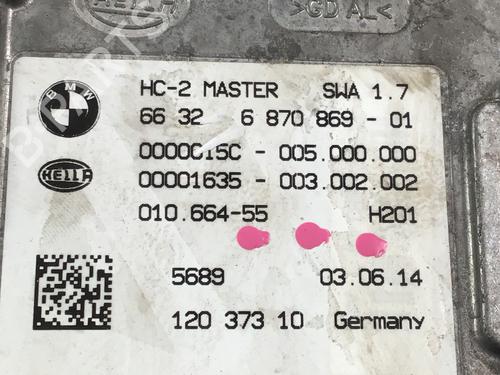 >GD AL<
BMW
HC-2 MASTER SWA 1.7
66 32 6 870 869 - 01
0000C15C - 005.000.000
HELLA
00001635 - 003.002.002
010.664-55 H201
5689 03.06.14
120 373 10 Germany